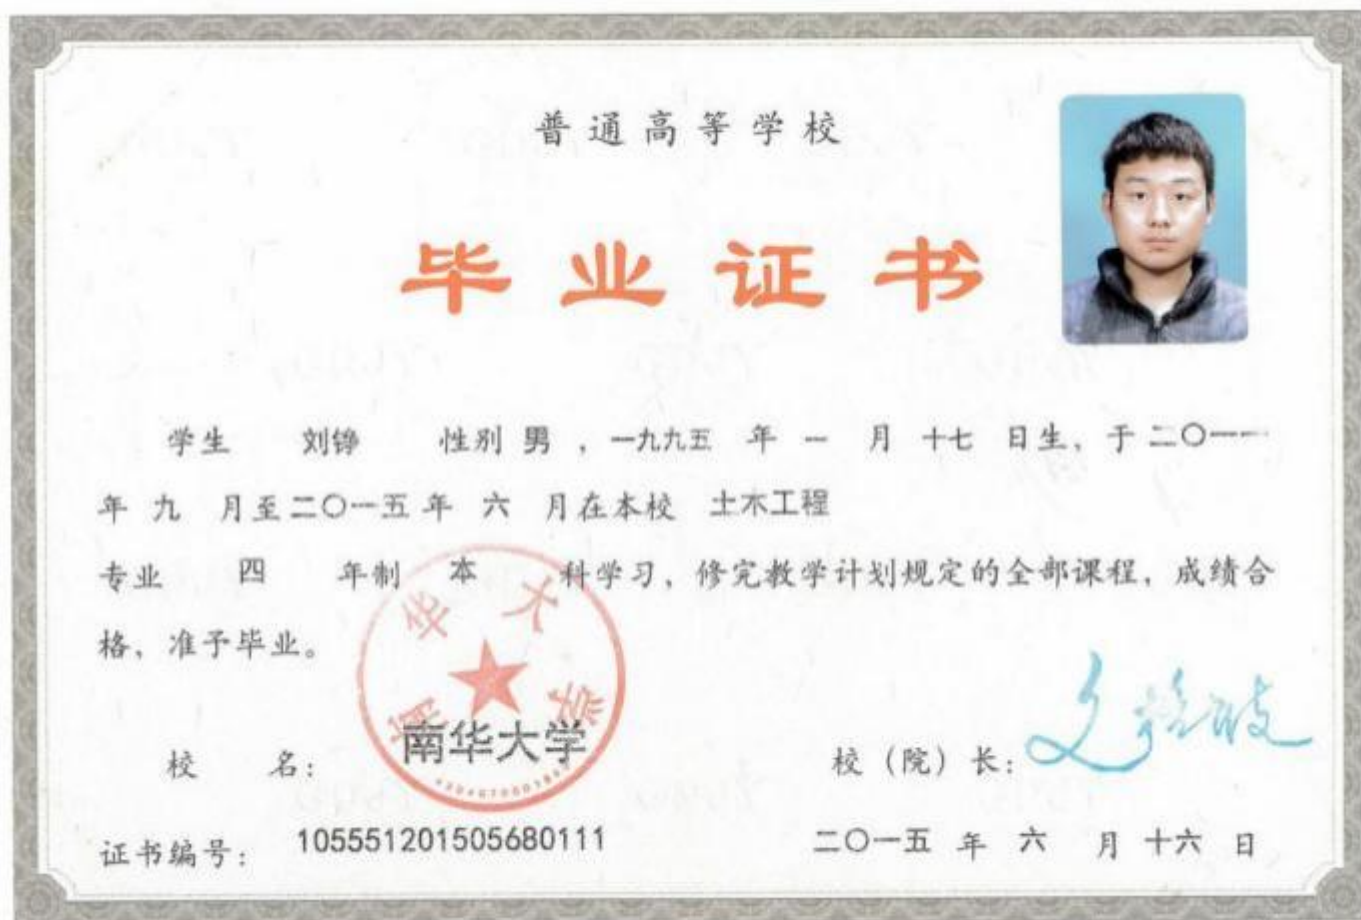 普通高等学校
毕业证书
学生 刘铮 性别 男 ，一九九五 年 一 月 十七 日生，于 二〇一一
年 九 月至 二〇一五 年 六 月在本校 土木工程
专业 四 年制 本 科学习，修完教学计划规定的全部课程，成绩合
格，准予毕业。
南华大学
校 名： 南华大学
校（院）长：
证书编号： 105551201505680111
二〇一五 年 六 月 十六 日